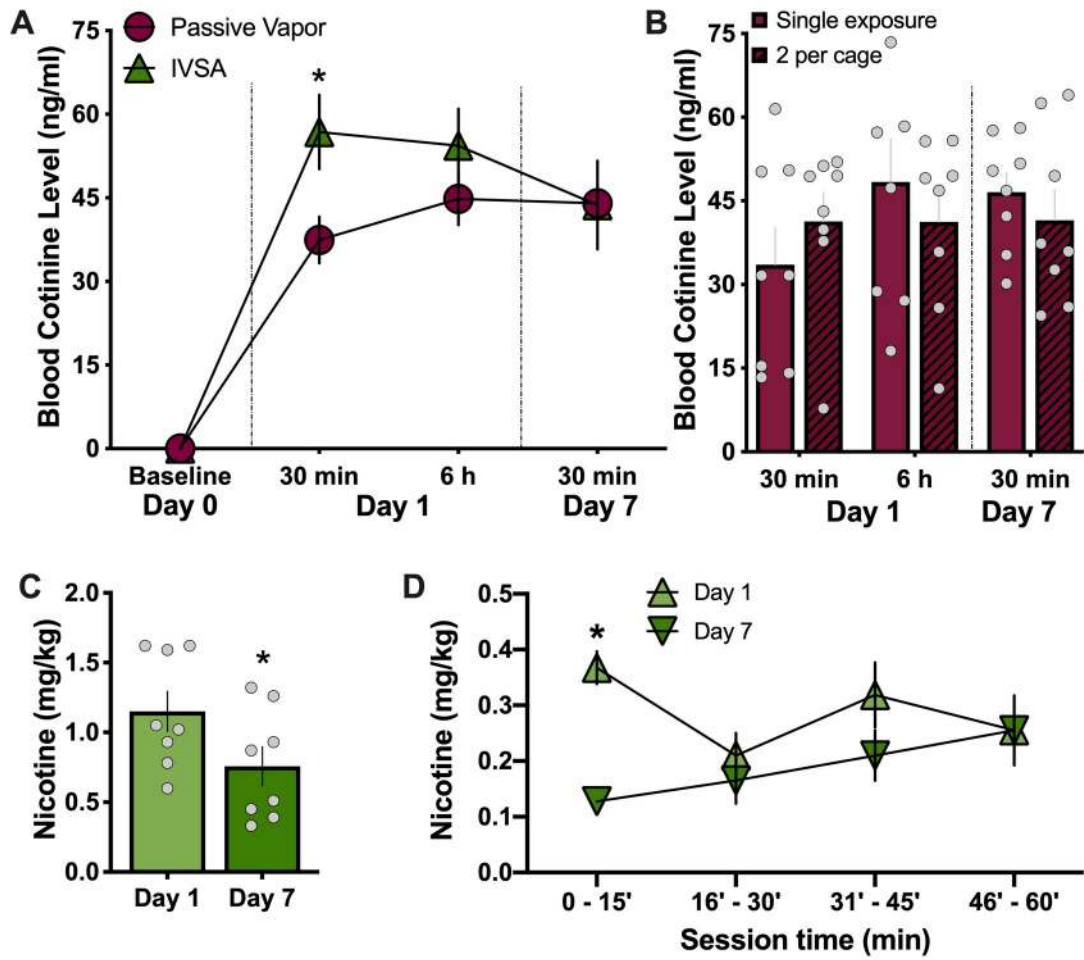 A
Passive Vapor
IVSA
*
Blood Cotinine Level (ng/ml)
75
60
45
30
15
0
Baseline 30 min 6 h 30 min
Day 0 Day 1 Day 7
B
Single exposure
2 per cage
Blood Cotinine Level (ng/ml)
75
60
45
30
15
0
30 min 6 h 30 min
Day 1 Day 7
C
Nicotine (mg/kg)
2.0
1.5
1.0
0.5
0.0
*
Day 1 Day 7
D
Day 1
Day 7
*
Nicotine (mg/kg)
0.5
0.4
0.3
0.2
0.1
0.0
0 - 15' 16' - 30' 31' - 45' 46' - 60'
Session time (min)